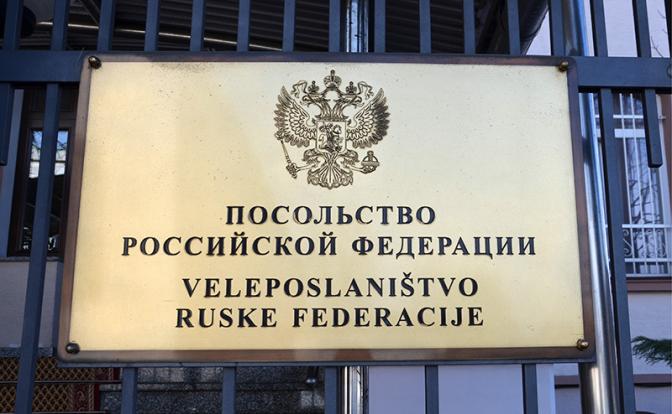 ПОСОЛЬСТВО
РОССИЙСКОЙ ФЕДЕРАЦИИ
VELEPOSLANIŠTVO
RUSKE FEDERACIJE